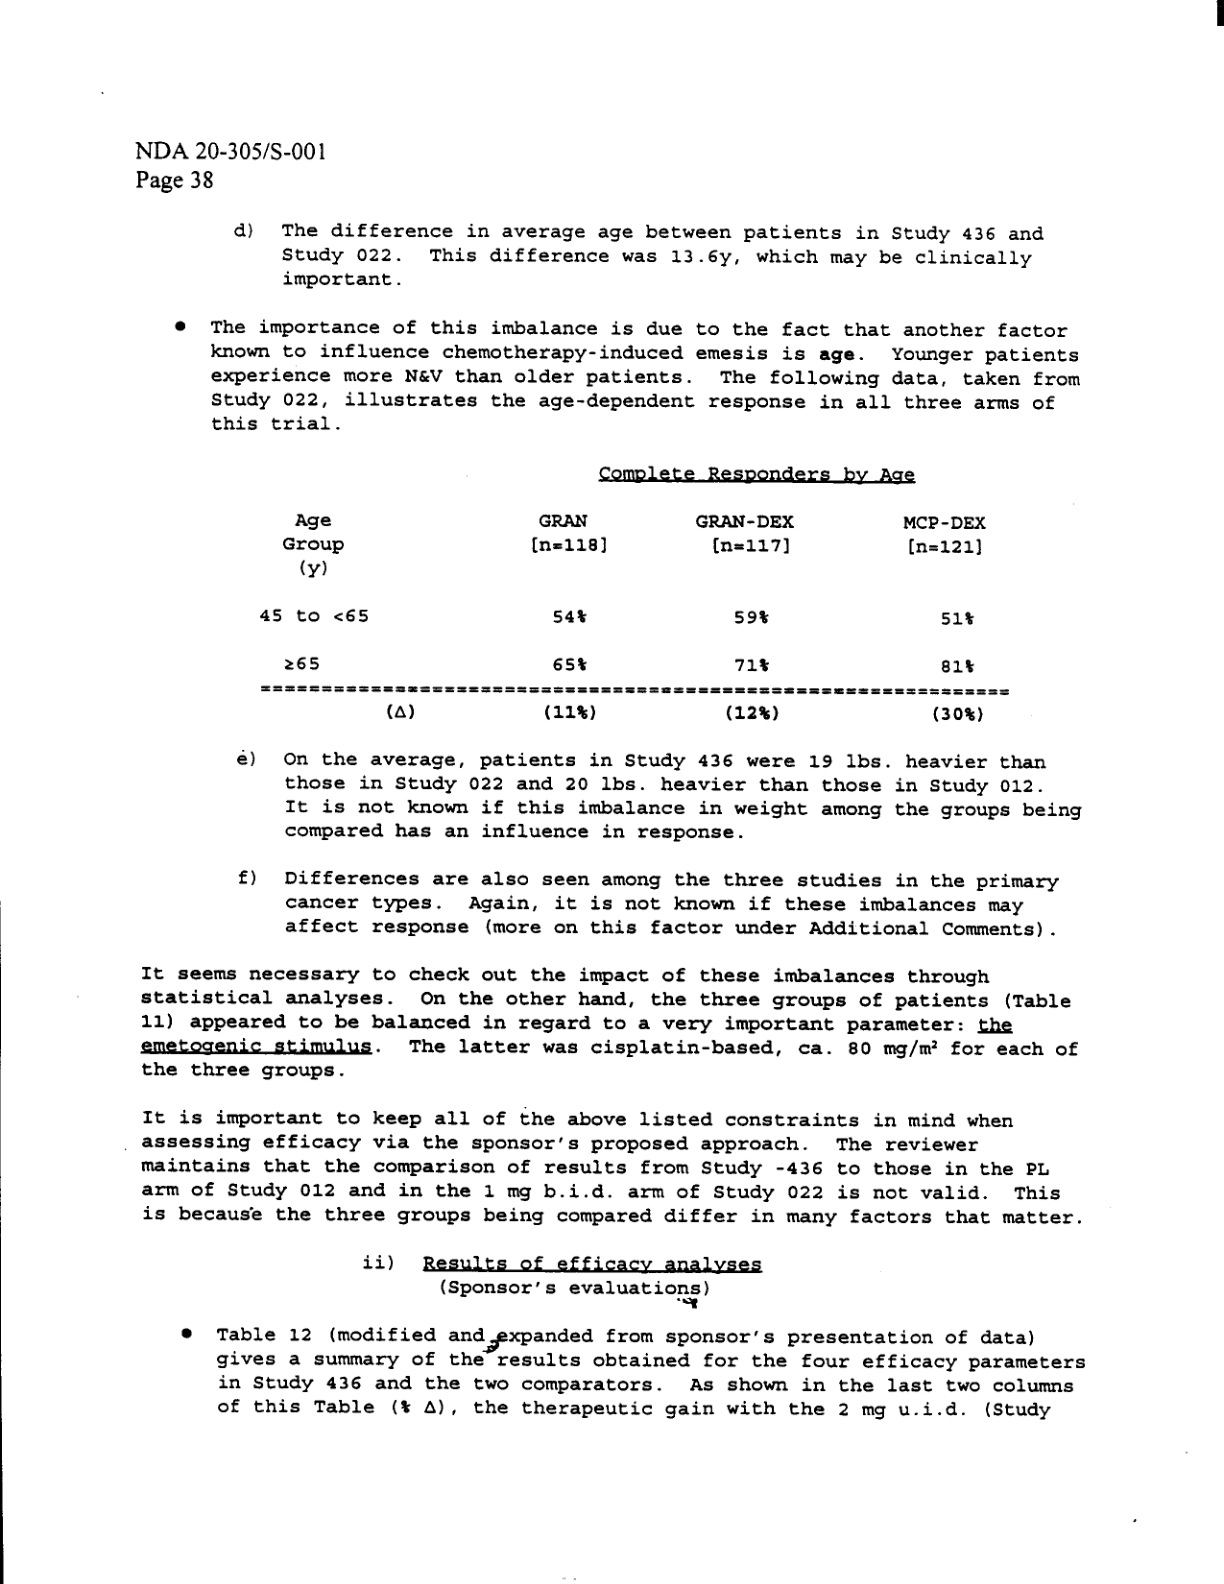 NDA 20-305/S-001
Page 38
d) The difference in average age between patients in Study 436 and
Study 022. This difference was 13.6y, which may be clinically
important.
● The importance of this imbalance is due to the fact that another factor
known to influence chemotherapy-induced emesis is age. Younger patients
experience more N&V than older patients. The following data, taken from
Study 022, illustrates the age-dependent response in all three arms of
this trial.
Complete Responders by Age
Age GRAN GRAN-DEX MCP-DEX
Group [n=118] [n=117] [n=121]
(y)
45 to <65 54% 59% 51%
≥65 65% 71% 81%
=============================================================
(Δ) (11%) (12%) (30%)
e) On the average, patients in Study 436 were 19 lbs. heavier than
those in Study 022 and 20 lbs. heavier than those in Study 012.
It is not known if this imbalance in weight among the groups being
compared has an influence in response.
f) Differences are also seen among the three studies in the primary
cancer types. Again, it is not known if these imbalances may
affect response (more on this factor under Additional Comments).
It seems necessary to check out the impact of these imbalances through
statistical analyses. On the other hand, the three groups of patients (Table
11) appeared to be balanced in regard to a very important parameter: the
emetogenic stimulus. The latter was cisplatin-based, ca. 80 mg/m² for each of
the three groups.
It is important to keep all of the above listed constraints in mind when
assessing efficacy via the sponsor's proposed approach. The reviewer
maintains that the comparison of results from Study -436 to those in the PL
arm of Study 012 and in the 1 mg b.i.d. arm of Study 022 is not valid. This
is because the three groups being compared differ in many factors that matter.
ii) Results of efficacy analyses
(Sponsor's evaluations)
● Table 12 (modified and expanded from sponsor's presentation of data)
gives a summary of the results obtained for the four efficacy parameters
in Study 436 and the two comparators. As shown in the last two columns
of this Table (% Δ), the therapeutic gain with the 2 mg u.i.d. (Study